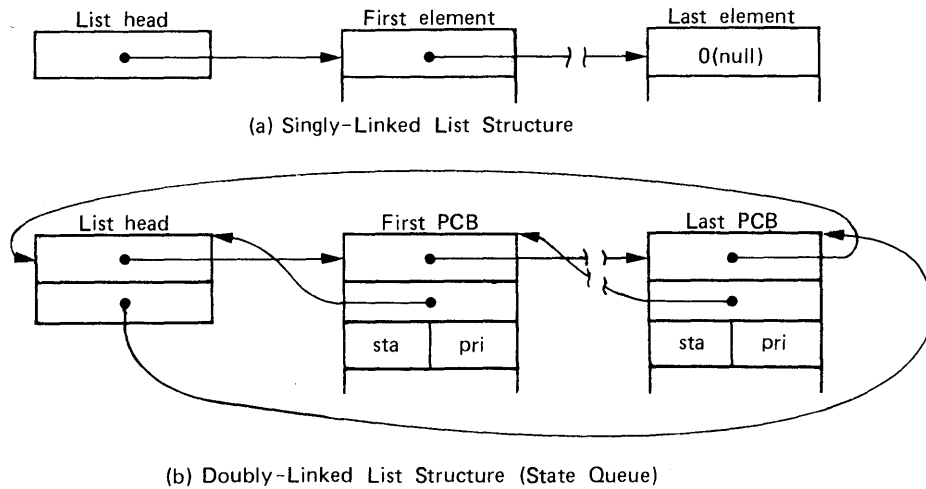 List head
First element
Last element
0(null)
(a) Singly-Linked List Structure
List head
First PCB
Last PCB
sta pri
sta pri
(b) Doubly-Linked List Structure (State Queue)